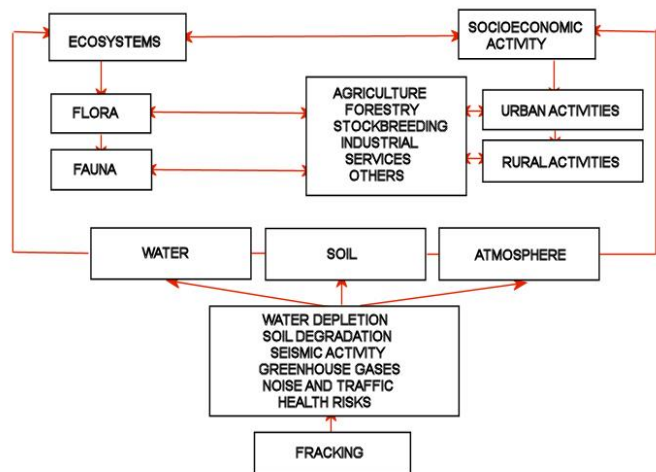 ECOSYSTEMS
SOCIOECONOMIC
ACTIVITY
FLORA
FAUNA
AGRICULTURE
FORESTRY
STOCKBREEDING
INDUSTRIAL
SERVICES
OTHERS
URBAN ACTIVITIES
RURAL ACTIVITIES
WATER
SOIL
ATMOSPHERE
WATER DEPLETION
SOIL DEGRADATION
SEISMIC ACTIVITY
GREENHOUSE GASES
NOISE AND TRAFFIC
HEALTH RISKS
FRACKING